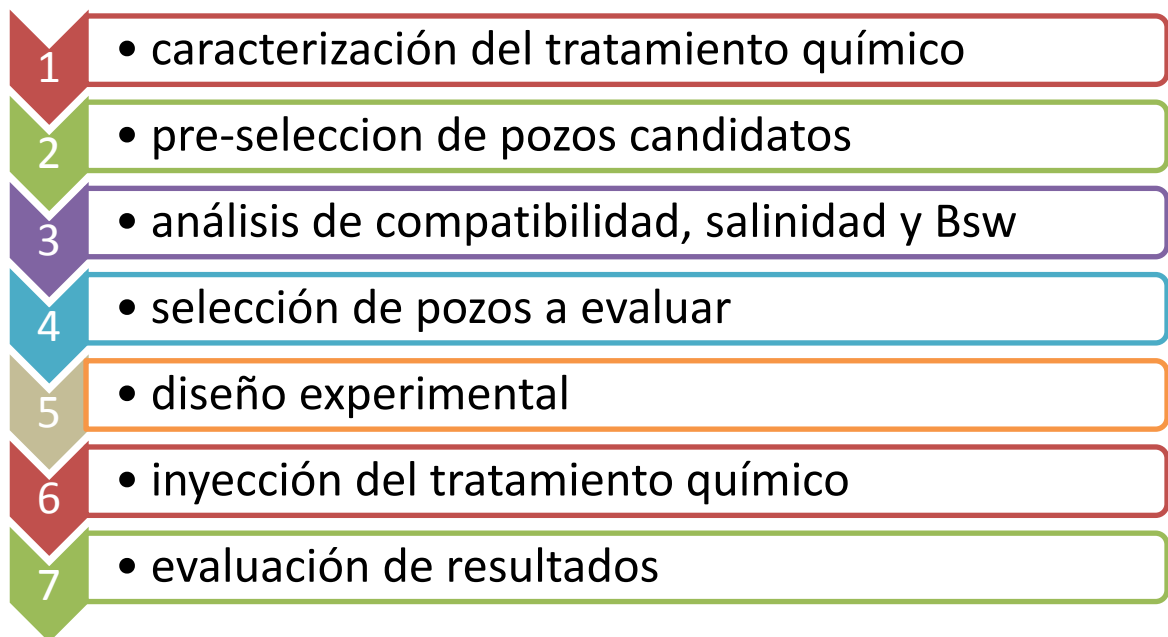 1 • caracterización del tratamiento químico
2 • pre-seleccion de pozos candidatos
3 • análisis de compatibilidad, salinidad y Bsw
4 • selección de pozos a evaluar
5 • diseño experimental
6 • inyección del tratamiento químico
7 • evaluación de resultados